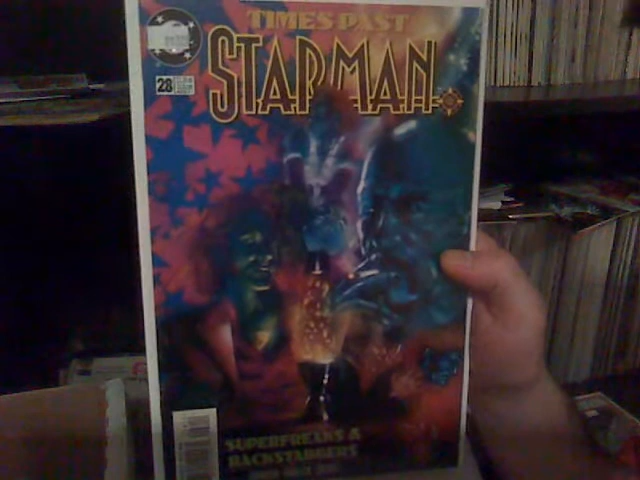 TIMES PAST
STARMAN
28
SUPERFREAKS &
BACKSTABBERS